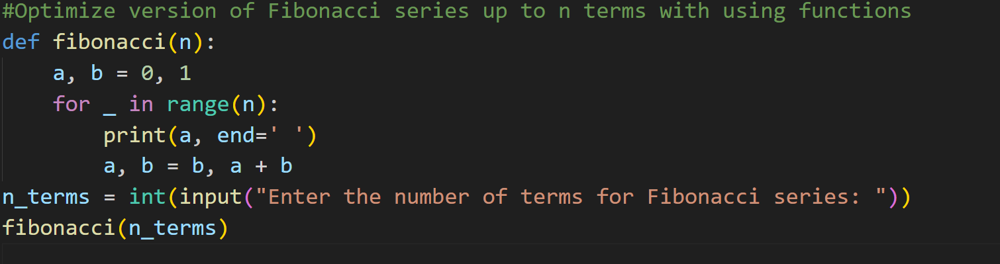 #Optimize version of Fibonacci series up to n terms with using functions
def fibonacci(n):
    a, b = 0, 1
    for _ in range(n):
        print(a, end=' ')
        a, b = b, a + b
n_terms = int(input("Enter the number of terms for Fibonacci series: "))
fibonacci(n_terms)